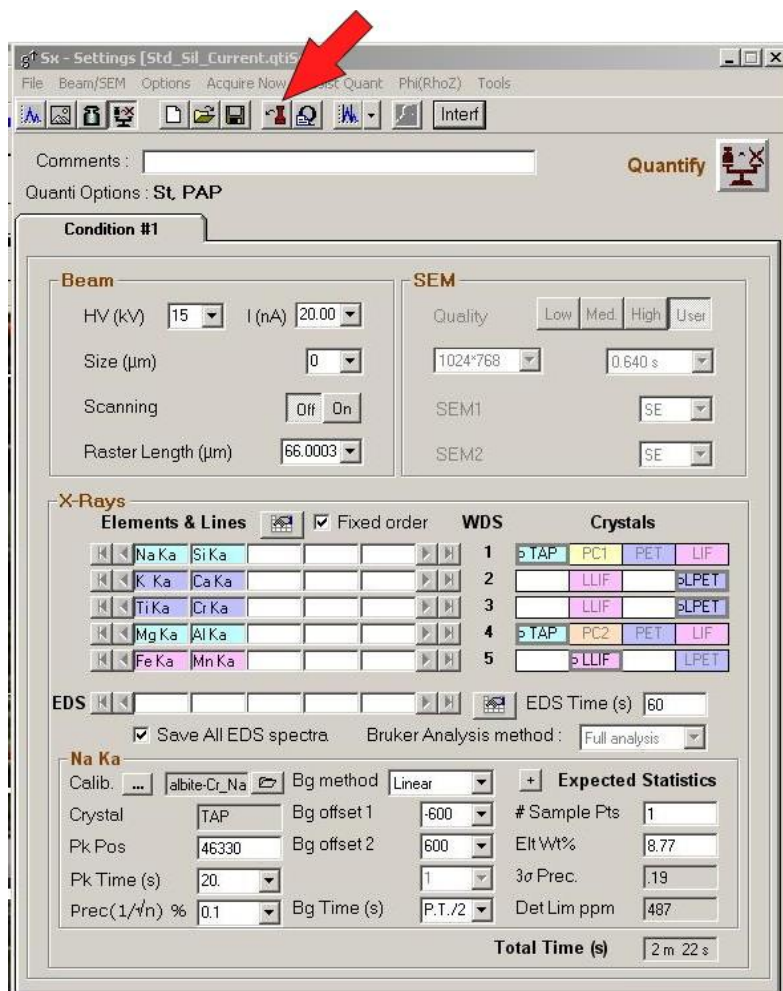 Sx - Settings [Std_Sil_Current.qtiS
File Beam/SEM Options Acquire Now Quant Phi(RhoZ) Tools
Interf
Comments :
Quantify
Quanti Options : St, PAP
Condition #1
Beam
HV (kV) 15 I (nA) 20.00
Size (µm) 0
Scanning Off On
Raster Length (µm) 66.0003
SEM
Quality Low Med. High User
1024*768 0.640 s
SEM1 SE
SEM2 SE
X-Rays
Elements & Lines Fixed order WDS Crystals
Na Ka Si Ka 1 TAP PC1 PET LIF
K Ka Ca Ka 2 LLIF LPET
Ti Ka Cr Ka 3 LLIF LPET
Mg Ka Al Ka 4 TAP PC2 PET LIF
Fe Ka Mn Ka 5 LLIF LPET
EDS EDS Time (s) 60
Save All EDS spectra Bruker Analysis method : Full analysis
Na Ka
Calib. ... albite-Cr_Na Bg method Linear + Expected Statistics
Crystal TAP Bg offset 1 -600 # Sample Pts 1
Pk Pos 46330 Bg offset 2 600 Elt Wt% 8.77
Pk Time (s) 20. 1 3σ Prec. .19
Prec(1/√n) % 0.1 Bg Time (s) P.T./2 Det Lim ppm 487
Total Time (s) 2 m 22 s